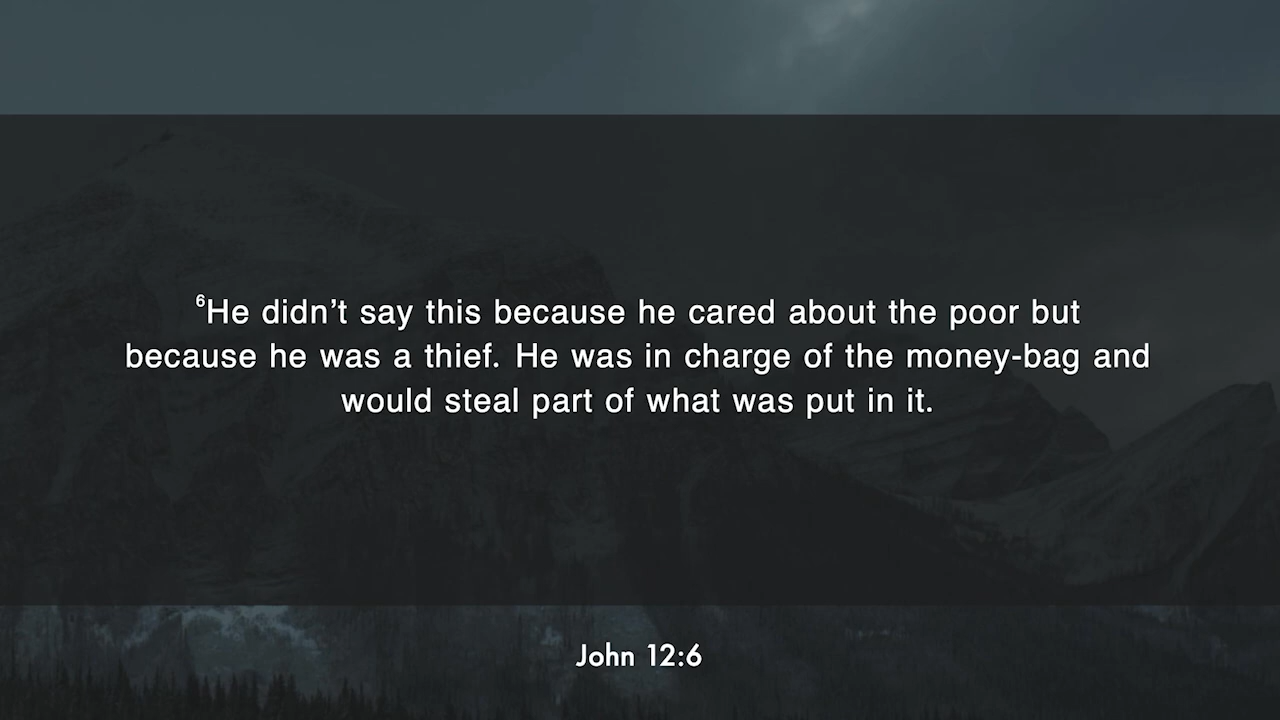 ⁶He didn’t say this because he cared about the poor but
because he was a thief. He was in charge of the money-bag and
would steal part of what was put in it.
John 12:6